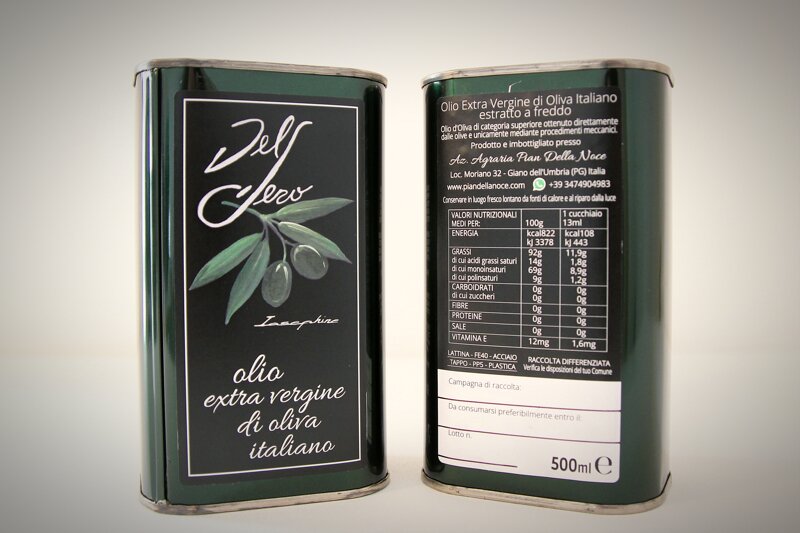 Del
Cero
Iosephine
olio
extra vergine
di oliva
italiano
Olio Extra Vergine di Oliva Italiano
estratto a freddo
Olio d'Oliva di categoria superiore ottenuto direttamente
dalle olive e unicamente mediante procedimenti meccanici.
Prodotto e imbottigliato presso
Az. Agraria Pian Della Noce
Loc. Moriano 32 - Giano dell'Umbria (PG) Italia
www.piandellanoce.com +39 3474904983
Conservare in luogo fresco lontano da fonti di calore e al riparo dalla luce
VALORI NUTRIZIONALI 1 cucchiaio
MEDI PER: 100g 13ml
ENERGIA kcal822 kcal108
kJ 3378 kJ 443
GRASSI 92g 11,9g
di cui acidi grassi saturi 14g 1,8g
di cui monoinsaturi 69g 8,9g
di cui polinsaturi 9g 1,2g
CARBOIDRATI 0g 0g
di cui zuccheri 0g 0g
FIBRE 0g 0g
PROTEINE 0g 0g
SALE 0g 0g
VITAMINA E 12mg 1,6mg
LATTINA - FE40 - ACCIAIO RACCOLTA DIFFERENZIATA
TAPPO - PP5 - PLASTICA Verifica le disposizioni del tuo Comune
Campagna di raccolta:
Da consumarsi preferibilmente entro il:
Lotto n.
500ml ℮